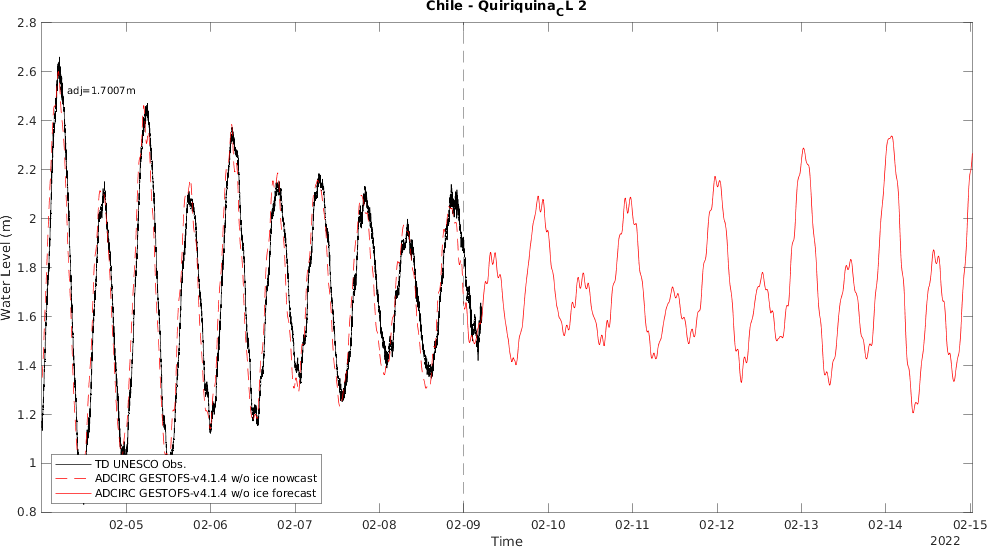 Chile - Quiriquina_CL 2
2.8
2.6
2.4
2.2
2
1.8
1.6
1.4
1.2
1
0.8
Water Level (m)
adj=1.7007m
TD UNESCO Obs.
ADCIRC GESTOFS-v4.1.4 w/o ice nowcast
ADCIRC GESTOFS-v4.1.4 w/o ice forecast
02-05 02-06 02-07 02-08 02-09 02-10 02-11 02-12 02-13 02-14 02-15
Time
2022